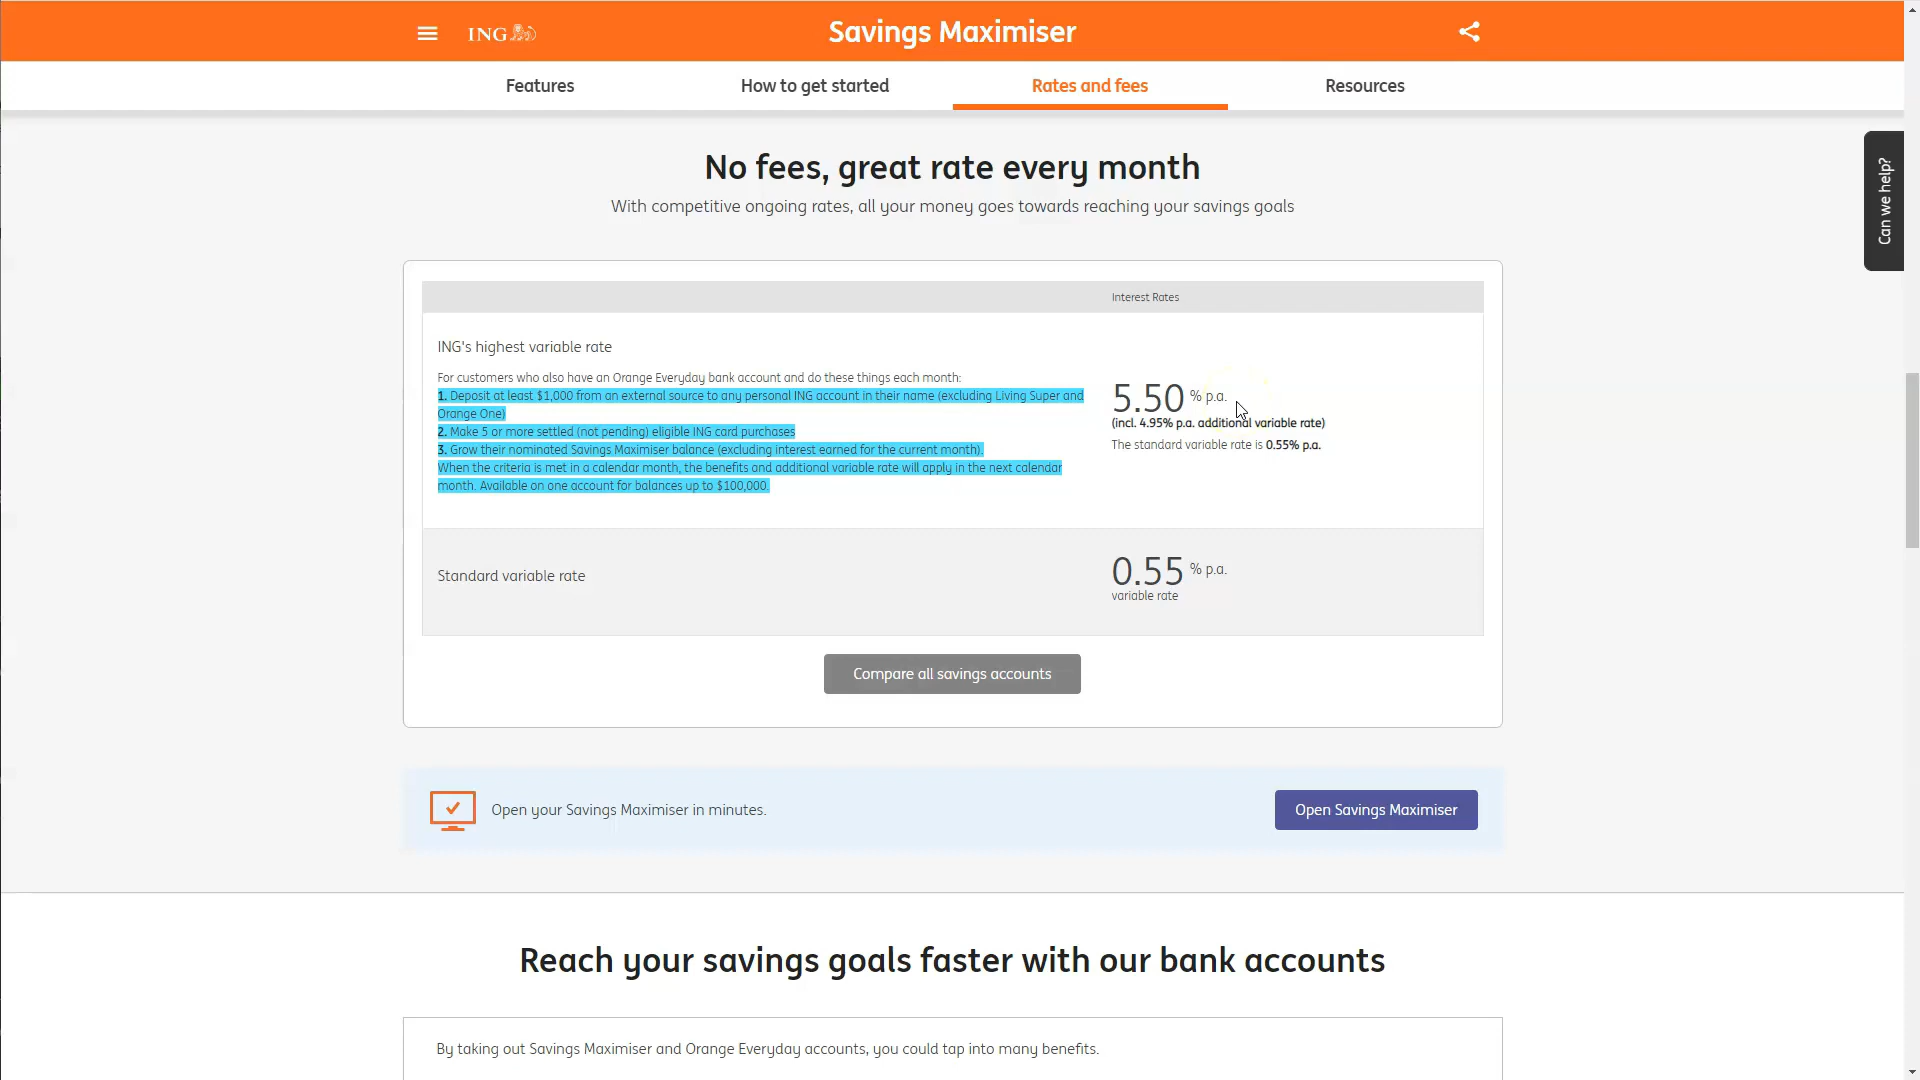 ING
Savings Maximiser
Features
How to get started
Rates and fees
Resources
Can we help?
No fees, great rate every month
With competitive ongoing rates, all your money goes towards reaching your savings goals
Interest Rates
ING's highest variable rate
For customers who also have an Orange Everyday bank account and do these things each month:
1. Deposit at least $1,000 from an external source to any personal ING account in their name (excluding Living Super and
Orange One)
2. Make 5 or more settled (not pending) eligible ING card purchases
3. Grow their nominated Savings Maximiser balance (excluding interest earned for the current month).
When the criteria is met in a calendar month, the benefits and additional variable rate will apply in the next calendar
month. Available on one account for balances up to $100,000.
5.50 % p.a.
(incl. 4.95% p.a. additional variable rate)
The standard variable rate is 0.55% p.a.
Standard variable rate
0.55 % p.a.
variable rate
Compare all savings accounts
Open your Savings Maximiser in minutes.
Open Savings Maximiser
Reach your savings goals faster with our bank accounts
By taking out Savings Maximiser and Orange Everyday accounts, you could tap into many benefits.